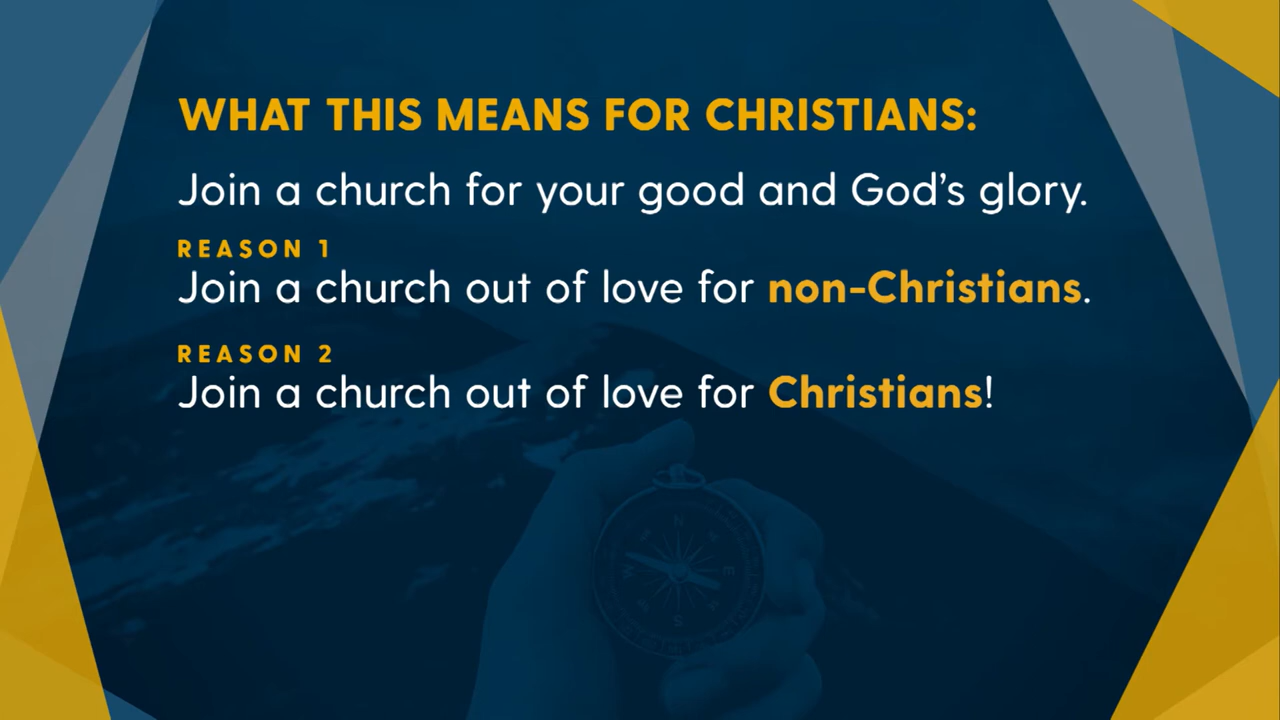 WHAT THIS MEANS FOR CHRISTIANS:
Join a church for your good and God's glory.
REASON 1
Join a church out of love for non-Christians.
REASON 2
Join a church out of love for Christians!
N
E
S
W